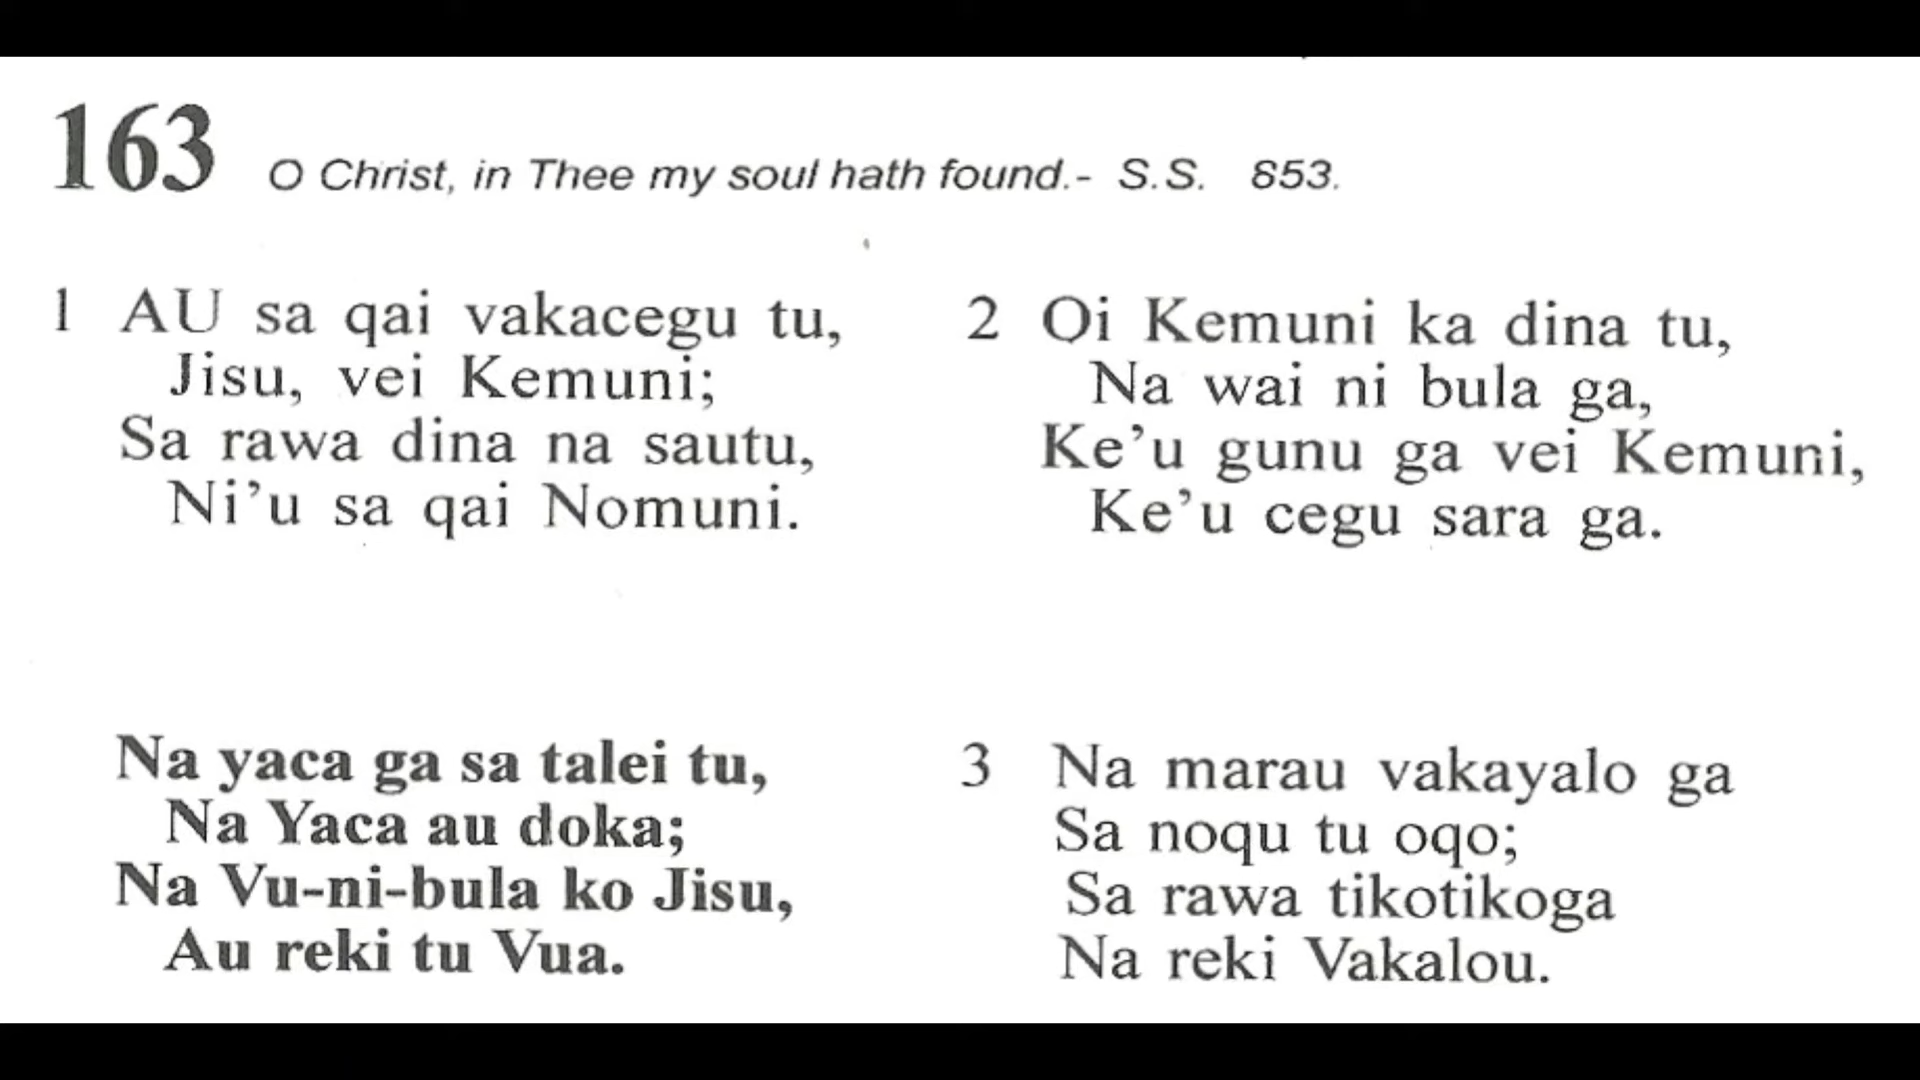 163
O Christ, in Thee my soul hath found.- S.S. 853.
1 AU sa qai vakacegu tu,
Jisu, vei Kemuni;
Sa rawa dina na sautu,
Ni’u sa qai Nomuni.
Na yaca ga sa talei tu,
Na Yaca au doka;
Na Vu-ni-bula ko Jisu,
Au reki tu Vua.
2 Oi Kemuni ka dina tu,
Na wai ni bula ga,
Ke’u gunu ga vei Kemuni,
Ke’u cegu sara ga.
3 Na marau vakayalo ga
Sa noqu tu oqo;
Sa rawa tikotikoga
Na reki Vakalou.